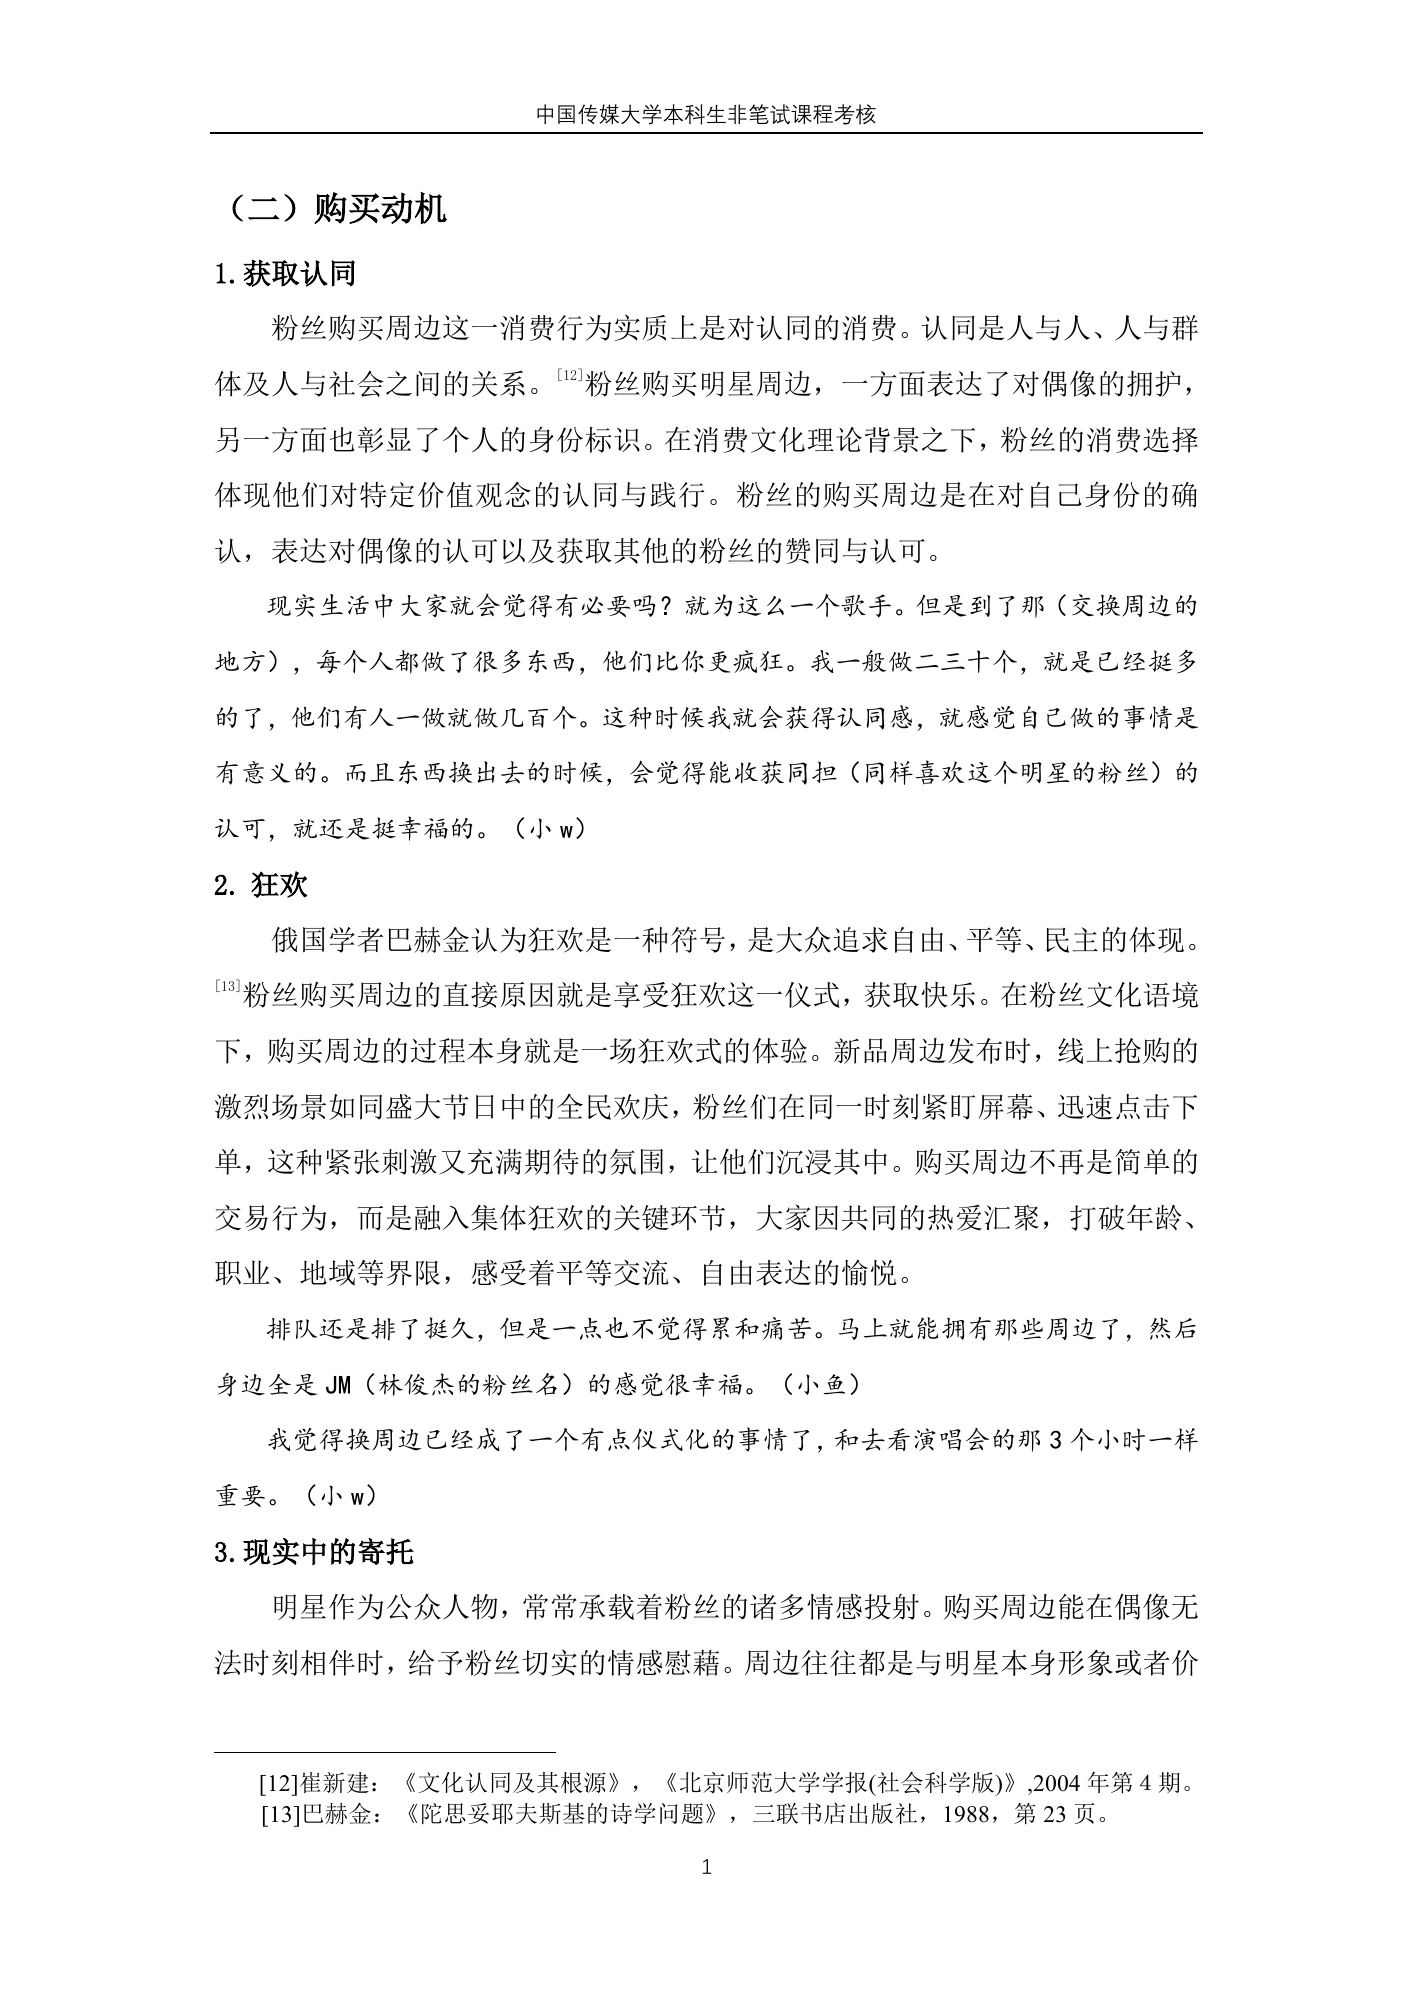 中国传媒大学本科生非笔试课程考核
（二）购买动机
1.获取认同
粉丝购买周边这一消费行为实质上是对认同的消费。认同是人与人、人与群
体及人与社会之间的关系。[12]粉丝购买明星周边，一方面表达了对偶像的拥护，
另一方面也彰显了个人的身份标识。在消费文化理论背景之下，粉丝的消费选择
体现他们对特定价值观念的认同与践行。粉丝的购买周边是在对自己身份的确
认，表达对偶像的认可以及获取其他的粉丝的赞同与认可。
现实生活中大家就会觉得有必要吗？就为这么一个歌手。但是到了那（交换周边的
地方），每个人都做了很多东西，他们比你更疯狂。我一般做二三十个，就是已经挺多
的了，他们有人一做就做几百个。这种时候我就会获得认同感，就感觉自己做的事情是
有意义的。而且东西换出去的时候，会觉得能收获同担（同样喜欢这个明星的粉丝）的
认可，就还是挺幸福的。（小 w）
2. 狂欢
俄国学者巴赫金认为狂欢是一种符号，是大众追求自由、平等、民主的体现。
[13]粉丝购买周边的直接原因就是享受狂欢这一仪式，获取快乐。在粉丝文化语境
下，购买周边的过程本身就是一场狂欢式的体验。新品周边发布时，线上抢购的
激烈场景如同盛大节日中的全民欢庆，粉丝们在同一时刻紧盯屏幕、迅速点击下
单，这种紧张刺激又充满期待的氛围，让他们沉浸其中。购买周边不再是简单的
交易行为，而是融入集体狂欢的关键环节，大家因共同的热爱汇聚，打破年龄、
职业、地域等界限，感受着平等交流、自由表达的愉悦。
排队还是排了挺久，但是一点也不觉得累和痛苦。马上就能拥有那些周边了，然后
身边全是 JM（林俊杰的粉丝名）的感觉很幸福。（小鱼）
我觉得换周边已经成了一个有点仪式化的事情了，和去看演唱会的那 3 个小时一样
重要。（小 w）
3.现实中的寄托
明星作为公众人物，常常承载着粉丝的诸多情感投射。购买周边能在偶像无
法时刻相伴时，给予粉丝切实的情感慰藉。周边往往都是与明星本身形象或者价
[12]崔新建：《文化认同及其根源》，《北京师范大学学报(社会科学版)》,2004 年第 4 期。
[13]巴赫金：《陀思妥耶夫斯基的诗学问题》，三联书店出版社，1988，第 23 页。
1